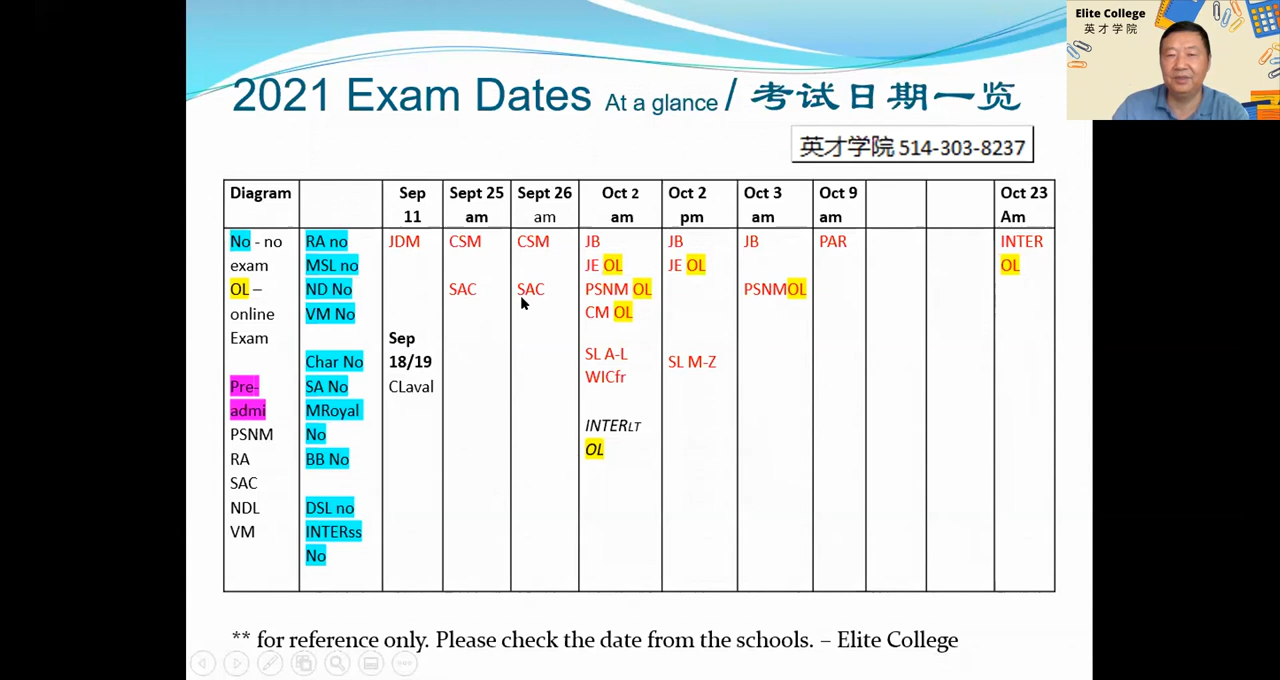 Elite College
英才学院
2021 Exam Dates At a glance / 考试日期一览
英才学院 514-303-8237
Diagram
Sep
11
Sept 25
am
Sept 26
am
Oct 2
am
Oct 2
pm
Oct 3
am
Oct 9
am
Oct 23
Am
No - no
exam
OL –
online
Exam
Pre-
admi
PSNM
RA
SAC
NDL
VM
RA no
MSL no
ND No
VM No
Char No
SA No
MRoyal
No
BB No
DSL no
INTERss
No
JDM
Sep
18/19
CLaval
CSM
SAC
CSM
SAC
JB
JE OL
PSNM OL
CM OL
SL A-L
WICfr
INTERLT
OL
JB
JE OL
SL M-Z
JB
PSNMOL
PAR
INTER
OL
** for reference only. Please check the date from the schools. – Elite College